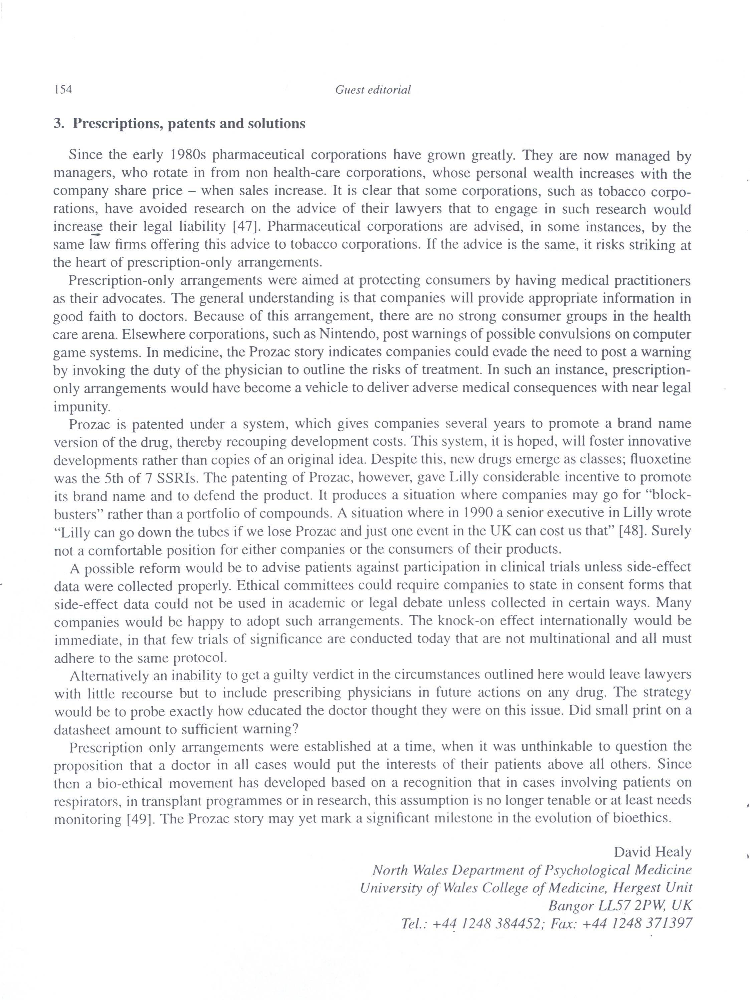 154
Guest editorial
3. Prescriptions, patents and solutions
Since the early 1980s pharmaceutical corporations have grown greatly. They are now managed by
managers, who rotate in from non health-care corporations, whose personal wealth increases with the
company share price – when sales increase. It is clear that some corporations, such as tobacco corpo-
rations, have avoided research on the advice of their lawyers that to engage in such research would
increase their legal liability [47]. Pharmaceutical corporations are advised, in some instances, by the
same law firms offering this advice to tobacco corporations. If the advice is the same, it risks striking at
the heart of prescription-only arrangements.
Prescription-only arrangements were aimed at protecting consumers by having medical practitioners
as their advocates. The general understanding is that companies will provide appropriate information in
good faith to doctors. Because of this arrangement, there are no strong consumer groups in the health
care arena. Elsewhere corporations, such as Nintendo, post warnings of possible convulsions on computer
game systems. In medicine, the Prozac story indicates companies could evade the need to post a warning
by invoking the duty of the physician to outline the risks of treatment. In such an instance, prescription-
only arrangements would have become a vehicle to deliver adverse medical consequences with near legal
impunity.
Prozac is patented under a system, which gives companies several years to promote a brand name
version of the drug, thereby recouping development costs. This system, it is hoped, will foster innovative
developments rather than copies of an original idea. Despite this, new drugs emerge as classes; fluoxetine
was the 5th of 7 SSRIs. The patenting of Prozac, however, gave Lilly considerable incentive to promote
its brand name and to defend the product. It produces a situation where companies may go for “block-
busters” rather than a portfolio of compounds. A situation where in 1990 a senior executive in Lilly wrote
“Lilly can go down the tubes if we lose Prozac and just one event in the UK can cost us that” [48]. Surely
not a comfortable position for either companies or the consumers of their products.
A possible reform would be to advise patients against participation in clinical trials unless side-effect
data were collected properly. Ethical committees could require companies to state in consent forms that
side-effect data could not be used in academic or legal debate unless collected in certain ways. Many
companies would be happy to adopt such arrangements. The knock-on effect internationally would be
immediate, in that few trials of significance are conducted today that are not multinational and all must
adhere to the same protocol.
Alternatively an inability to get a guilty verdict in the circumstances outlined here would leave lawyers
with little recourse but to include prescribing physicians in future actions on any drug. The strategy
would be to probe exactly how educated the doctor thought they were on this issue. Did small print on a
datasheet amount to sufficient warning?
Prescription only arrangements were established at a time, when it was unthinkable to question the
proposition that a doctor in all cases would put the interests of their patients above all others. Since
then a bio-ethical movement has developed based on a recognition that in cases involving patients on
respirators, in transplant programmes or in research, this assumption is no longer tenable or at least needs
monitoring [49]. The Prozac story may yet mark a significant milestone in the evolution of bioethics.
David Healy
North Wales Department of Psychological Medicine
University of Wales College of Medicine, Hergest Unit
Bangor LL57 2PW, UK
Tel.: +44 1248 384452; Fax: +44 1248 371397